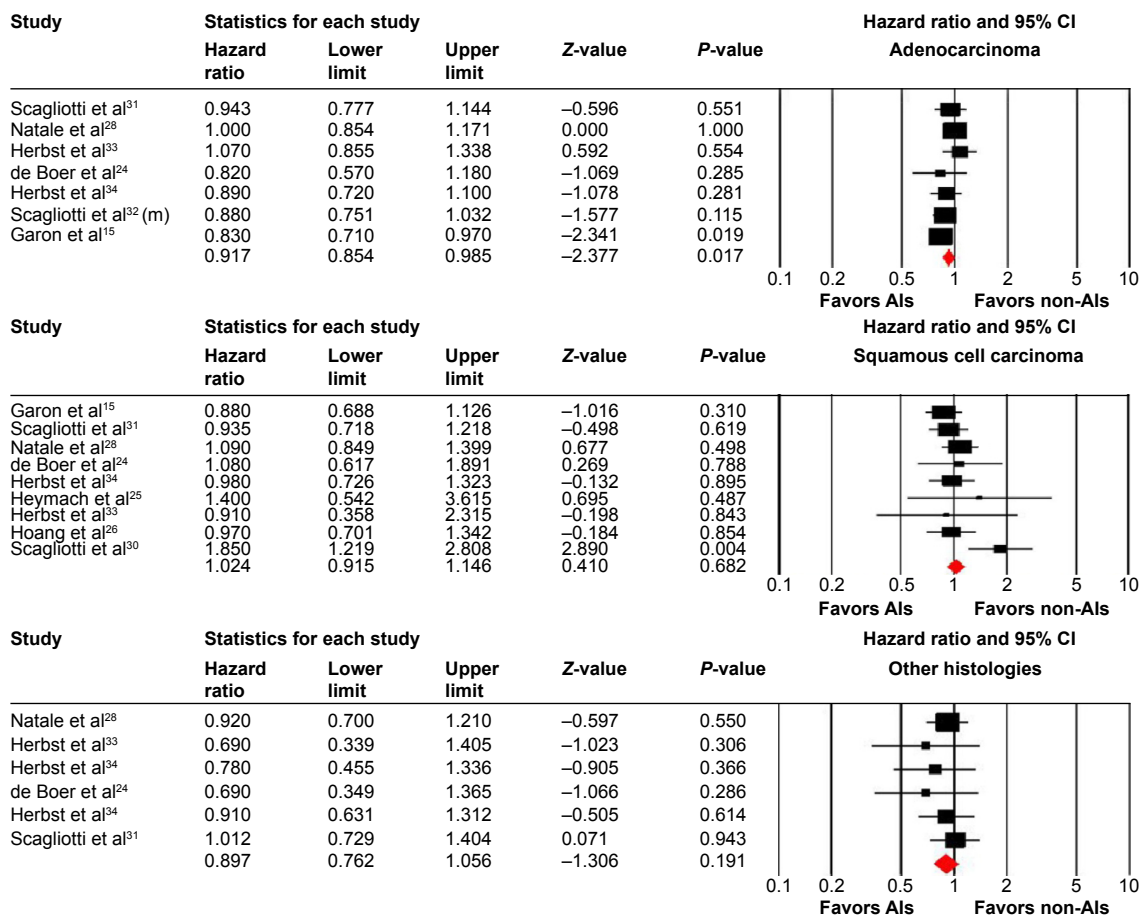 Study Statistics for each study Hazard ratio and 95% CI
Hazard ratio Lower limit Upper limit Z-value P-value Adenocarcinoma
Scagliotti et al31 0.943 0.777 1.144 –0.596 0.551
Natale et al28 1.000 0.854 1.171 0.000 1.000
Herbst et al33 1.070 0.855 1.338 0.592 0.554
de Boer et al24 0.820 0.570 1.180 –1.069 0.285
Herbst et al34 0.890 0.720 1.100 –1.078 0.281
Scagliotti et al32 (m) 0.880 0.751 1.032 –1.577 0.115
Garon et al15 0.830 0.710 0.970 –2.341 0.019
0.917 0.854 0.985 –2.377 0.017
0.1 0.2 0.5 1 2 5 10
Favors AIs Favors non-AIs
Study Statistics for each study Hazard ratio and 95% CI
Hazard ratio Lower limit Upper limit Z-value P-value Squamous cell carcinoma
Garon et al15 0.880 0.688 1.126 –1.016 0.310
Scagliotti et al31 0.935 0.718 1.218 –0.498 0.619
Natale et al28 1.090 0.849 1.399 0.677 0.498
de Boer et al24 1.080 0.617 1.891 0.269 0.788
Herbst et al34 0.980 0.726 1.323 –0.132 0.895
Heymach et al25 1.400 0.542 3.615 0.695 0.487
Herbst et al33 0.910 0.358 2.315 –0.198 0.843
Hoang et al26 0.970 0.701 1.342 –0.184 0.854
Scagliotti et al30 1.850 1.219 2.808 2.890 0.004
1.024 0.915 1.146 0.410 0.682
0.1 0.2 0.5 1 2 5 10
Favors AIs Favors non-AIs
Study Statistics for each study Hazard ratio and 95% CI
Hazard ratio Lower limit Upper limit Z-value P-value Other histologies
Natale et al28 0.920 0.700 1.210 –0.597 0.550
Herbst et al33 0.690 0.339 1.405 –1.023 0.306
Herbst et al34 0.780 0.455 1.336 –0.905 0.366
de Boer et al24 0.690 0.349 1.365 –1.066 0.286
Herbst et al34 0.910 0.631 1.312 –0.505 0.614
Scagliotti et al31 1.012 0.729 1.404 0.071 0.943
0.897 0.762 1.056 –1.306 0.191
0.1 0.2 0.5 1 2 5 10
Favors AIs Favors non-AIs